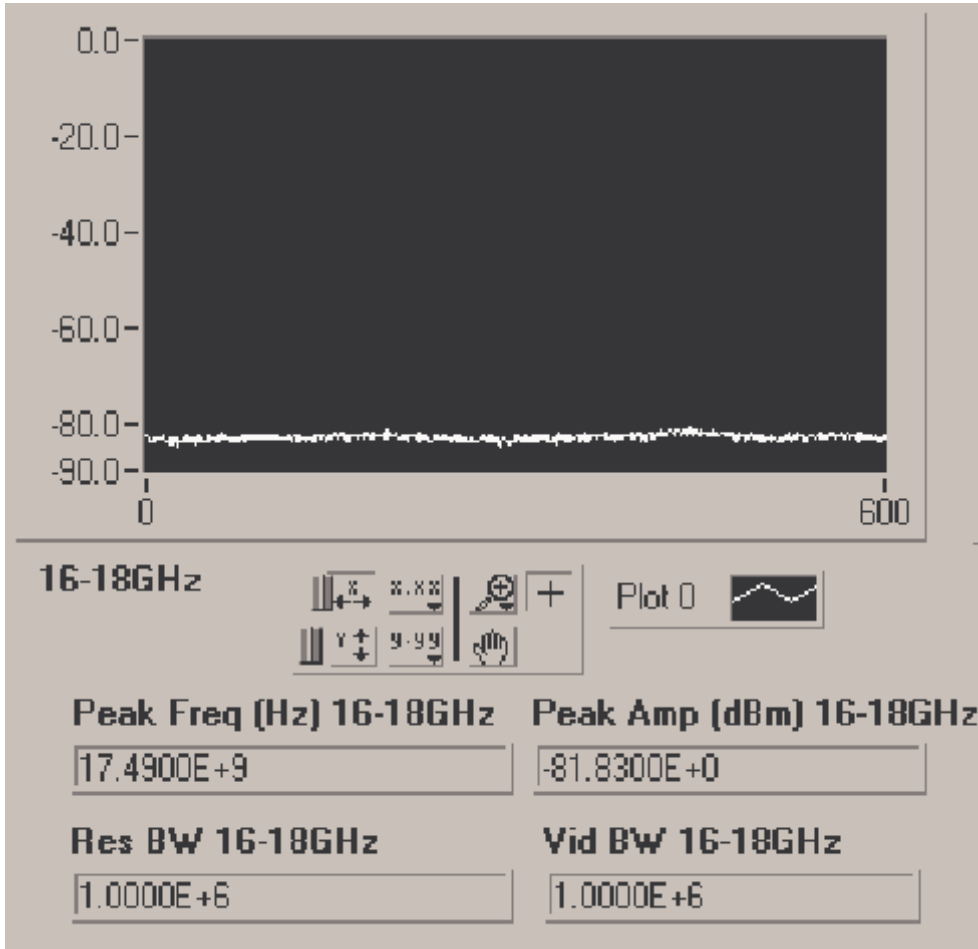 0.0
-20.0
-40.0
-60.0
-80.0
-90.0
0 600
16-18GHz
X X.XX
Y Y.YY
Plot 0
Peak Freq (Hz) 16-18GHz Peak Amp (dBm) 16-18GHz
17.4900E+9 -81.8300E+0
Res BW 16-18GHz Vid BW 16-18GHz
1.0000E+6 1.0000E+6